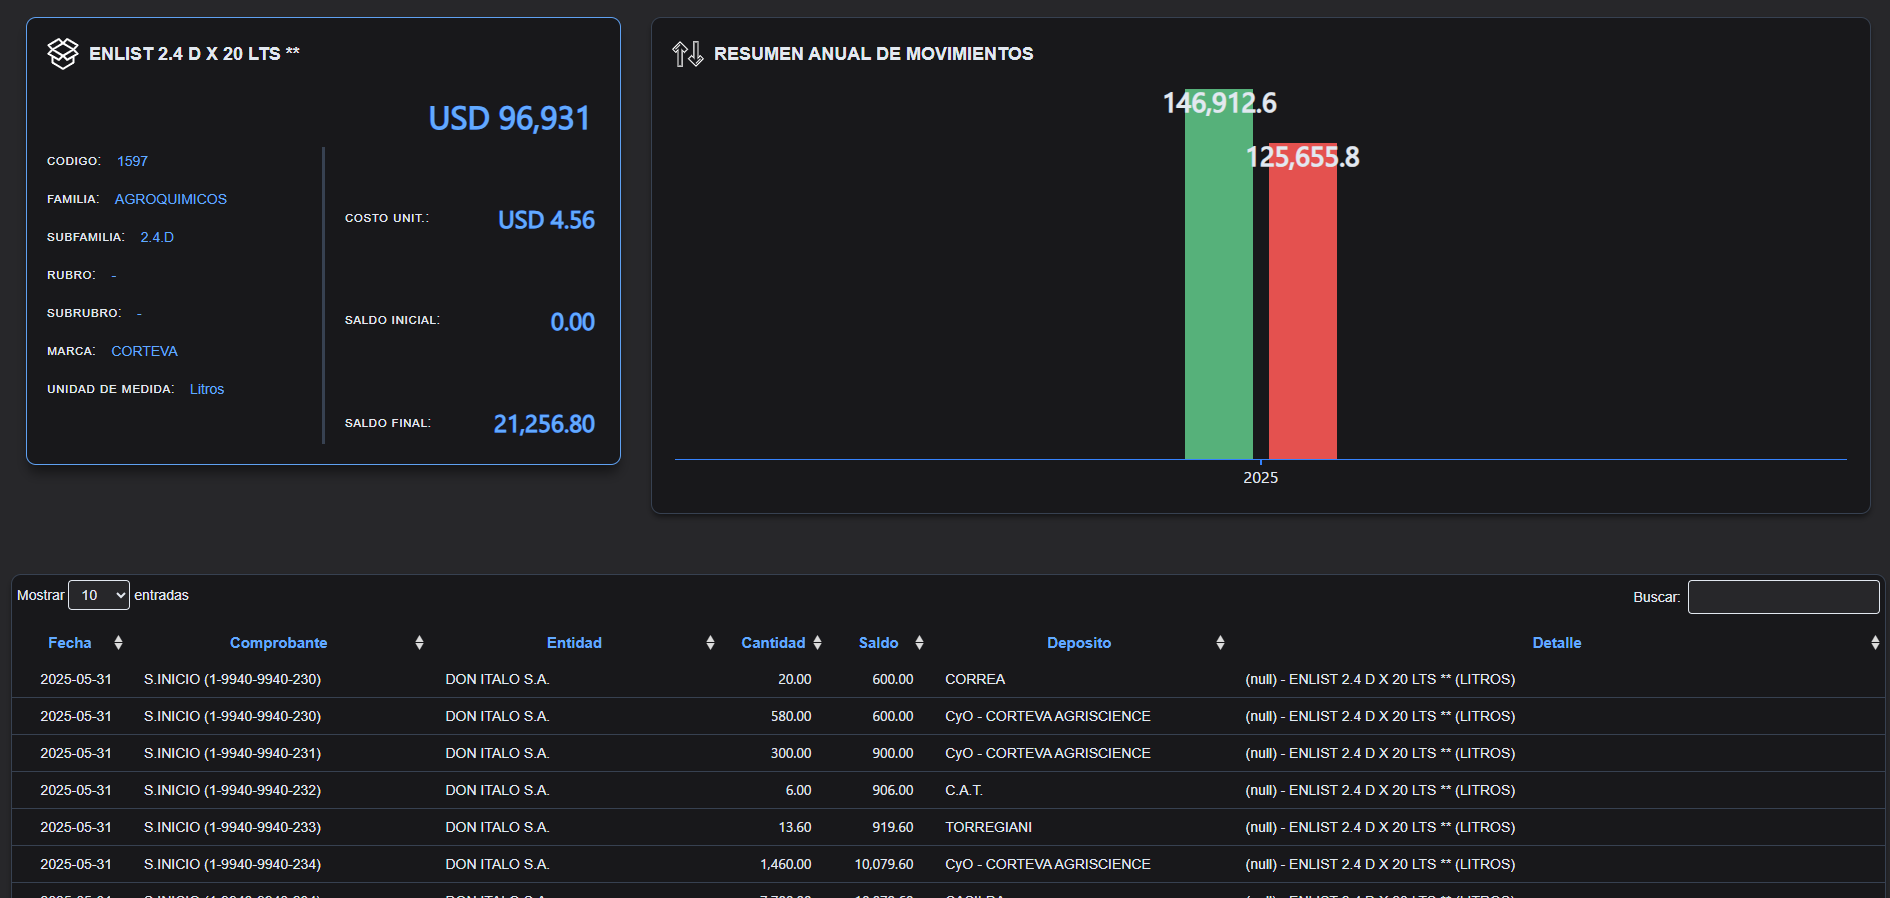 ENLIST 2.4 D X 20 LTS **
USD 96,931
CODIGO: 1597
FAMILIA: AGROQUIMICOS
SUBFAMILIA: 2.4.D
RUBRO: -
SUBRUBRO: -
MARCA: CORTEVA
UNIDAD DE MEDIDA: Litros
COSTO UNIT.: USD 4.56
SALDO INICIAL: 0.00
SALDO FINAL: 21,256.80
RESUMEN ANUAL DE MOVIMIENTOS
146,912.6
125,655.8
2025
Mostrar 10 entradas
Buscar:
Fecha Comprobante Entidad Cantidad Saldo Deposito Detalle
2025-05-31 S.INICIO (1-9940-9940-230) DON ITALO S.A. 20.00 600.00 CORREA (null) - ENLIST 2.4 D X 20 LTS ** (LITROS)
2025-05-31 S.INICIO (1-9940-9940-230) DON ITALO S.A. 580.00 600.00 CyO - CORTEVA AGRISCIENCE (null) - ENLIST 2.4 D X 20 LTS ** (LITROS)
2025-05-31 S.INICIO (1-9940-9940-231) DON ITALO S.A. 300.00 900.00 CyO - CORTEVA AGRISCIENCE (null) - ENLIST 2.4 D X 20 LTS ** (LITROS)
2025-05-31 S.INICIO (1-9940-9940-232) DON ITALO S.A. 6.00 906.00 C.A.T. (null) - ENLIST 2.4 D X 20 LTS ** (LITROS)
2025-05-31 S.INICIO (1-9940-9940-233) DON ITALO S.A. 13.60 919.60 TORREGIANI (null) - ENLIST 2.4 D X 20 LTS ** (LITROS)
2025-05-31 S.INICIO (1-9940-9940-234) DON ITALO S.A. 1,460.00 10,079.60 CyO - CORTEVA AGRISCIENCE (null) - ENLIST 2.4 D X 20 LTS ** (LITROS)